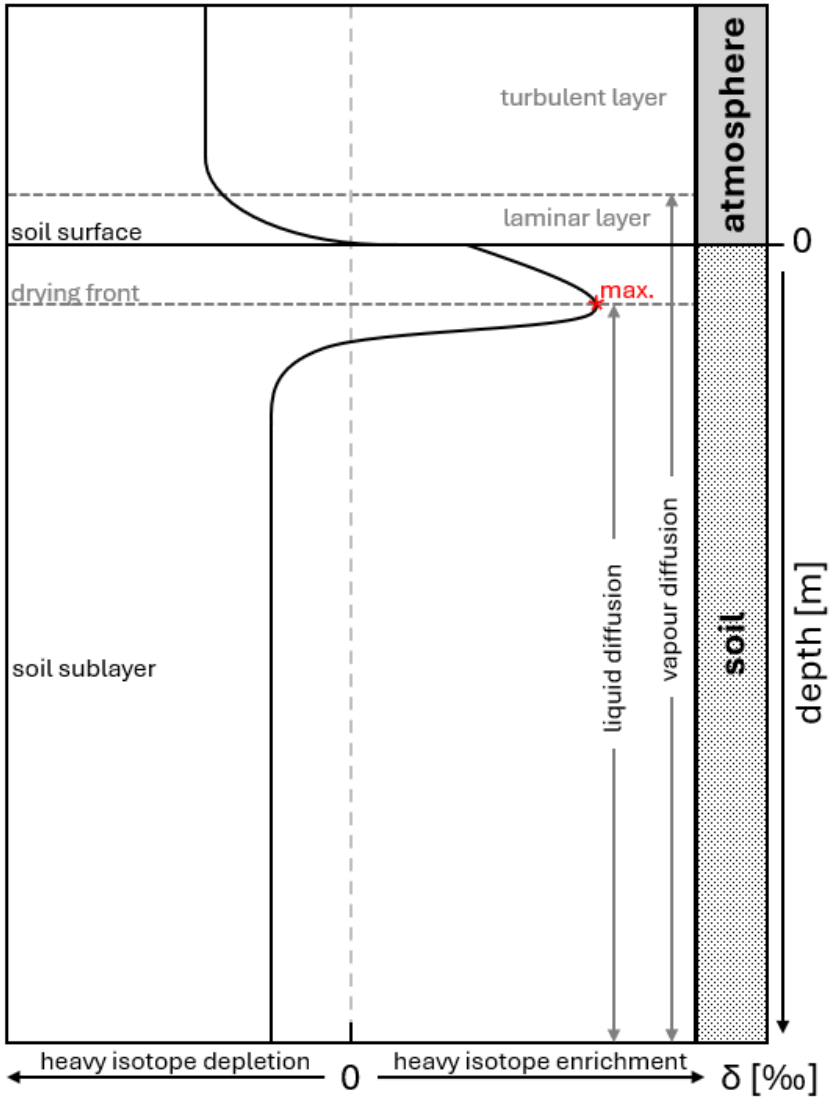 turbulent layer
atmosphere
laminar layer
soil surface
0
drying front
max.
liquid diffusion
vapour diffusion
soil
depth [m]
soil sublayer
heavy isotope depletion
0
heavy isotope enrichment
δ [‰]